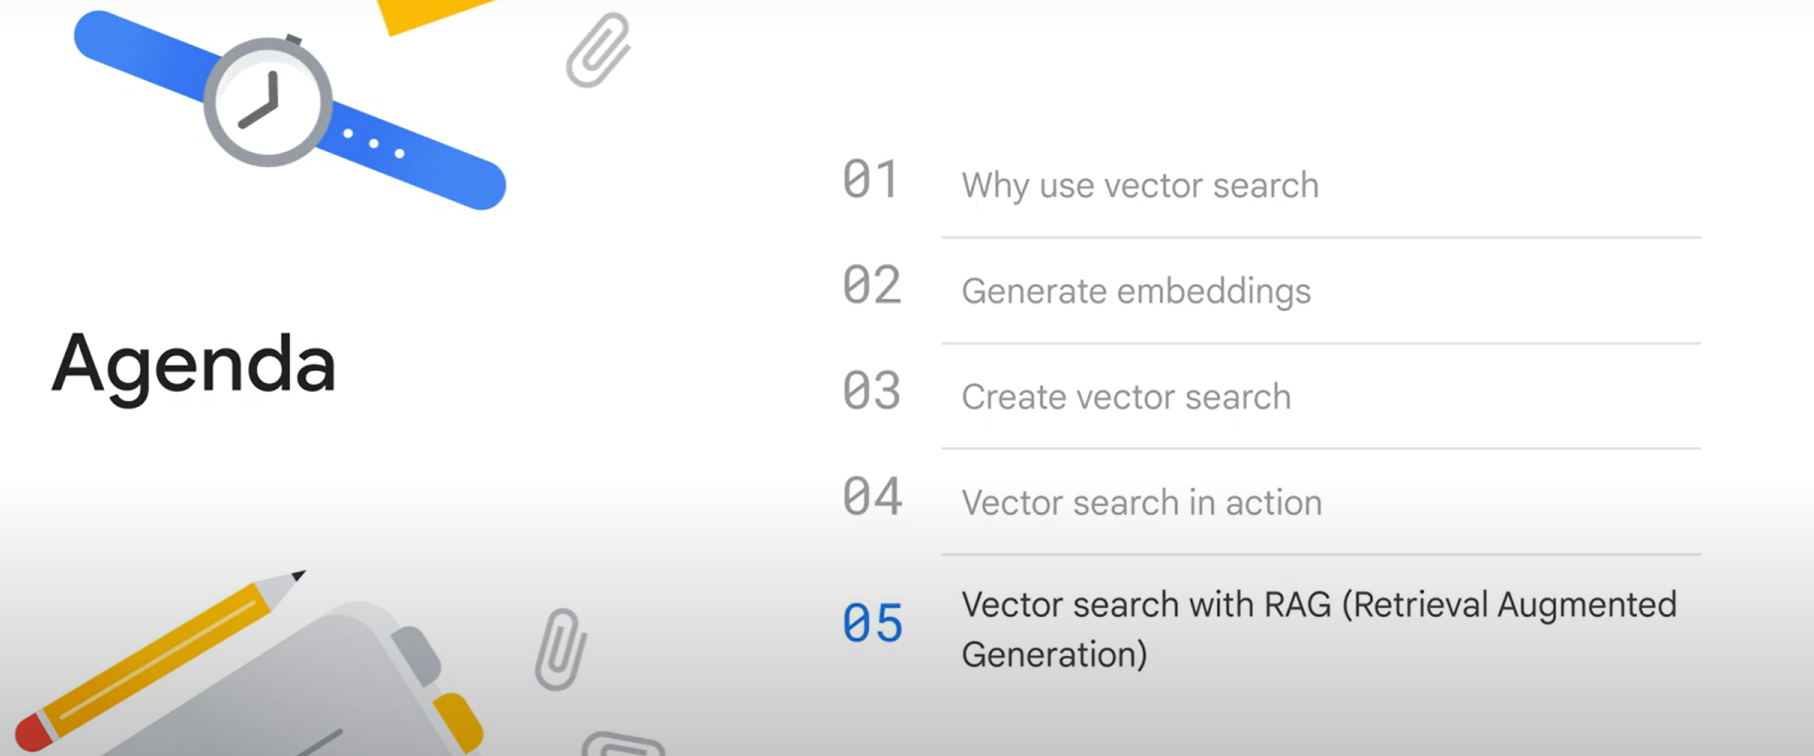 Agenda
01 Why use vector search
02 Generate embeddings
03 Create vector search
04 Vector search in action
05 Vector search with RAG (Retrieval Augmented
Generation)